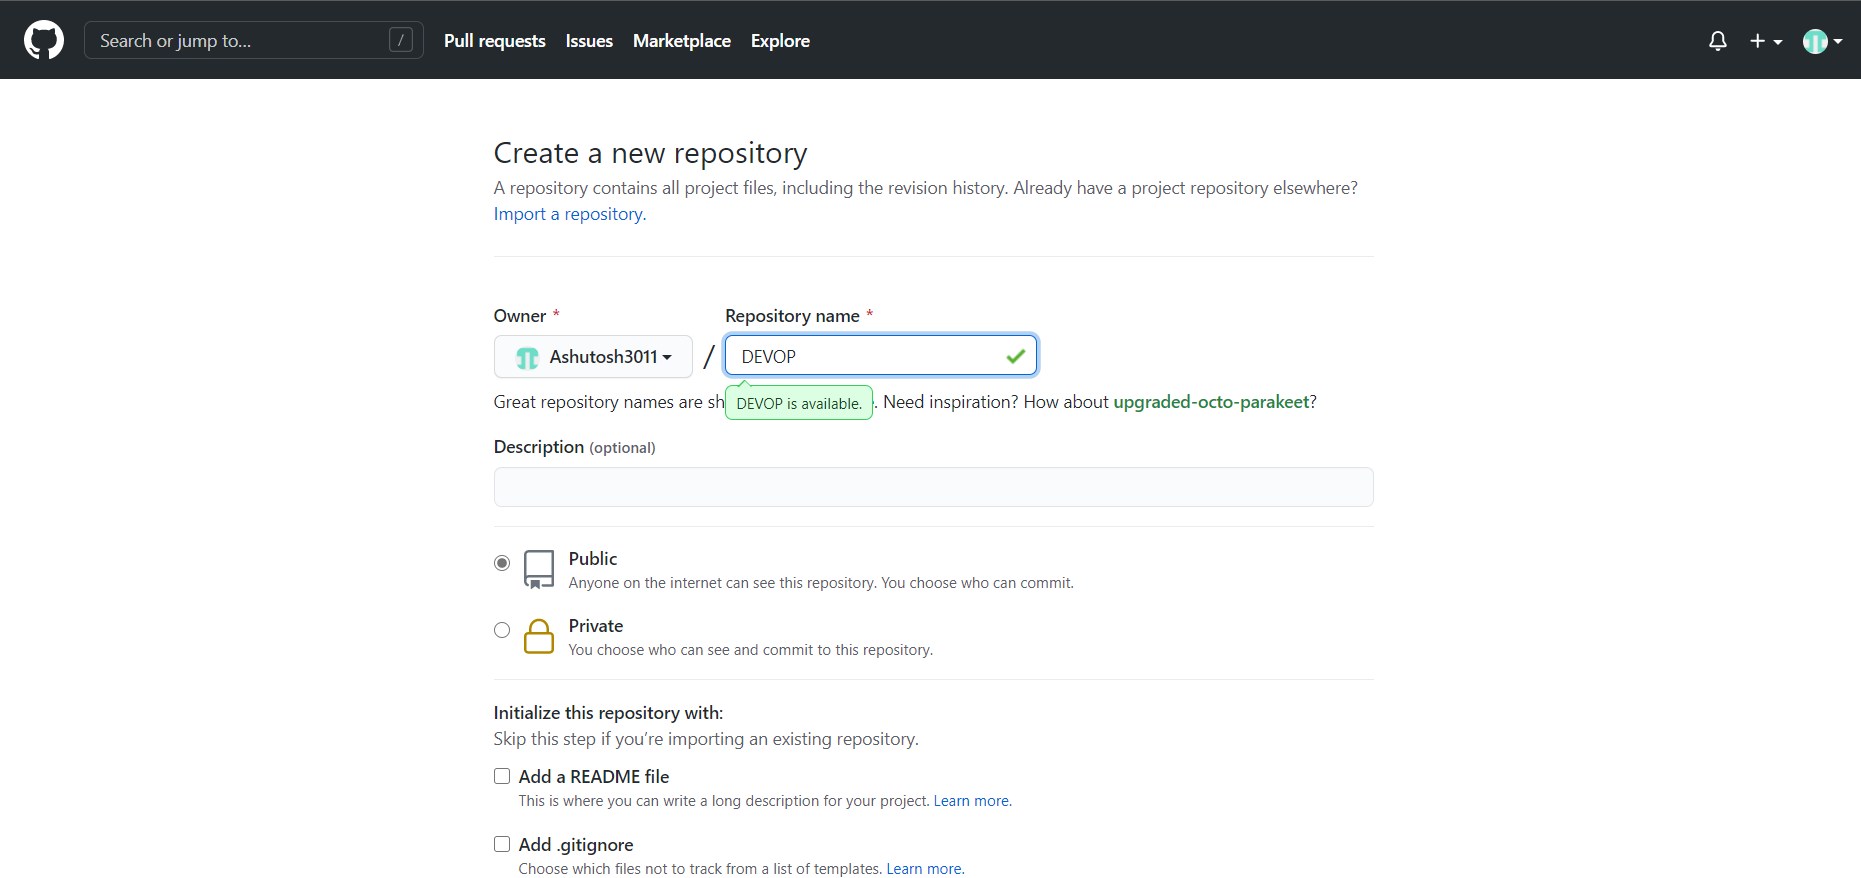 Search or jump to... / Pull requests Issues Marketplace Explore
Create a new repository
A repository contains all project files, including the revision history. Already have a project repository elsewhere?
Import a repository.
Owner * Repository name *
Ashutosh3011 / DEVOP
Great repository names are sh DEVOP is available. . Need inspiration? How about upgraded-octo-parakeet?
Description (optional)
Public
Anyone on the internet can see this repository. You choose who can commit.
Private
You choose who can see and commit to this repository.
Initialize this repository with:
Skip this step if you’re importing an existing repository.
Add a README file
This is where you can write a long description for your project. Learn more.
Add .gitignore
Choose which files not to track from a list of templates. Learn more.